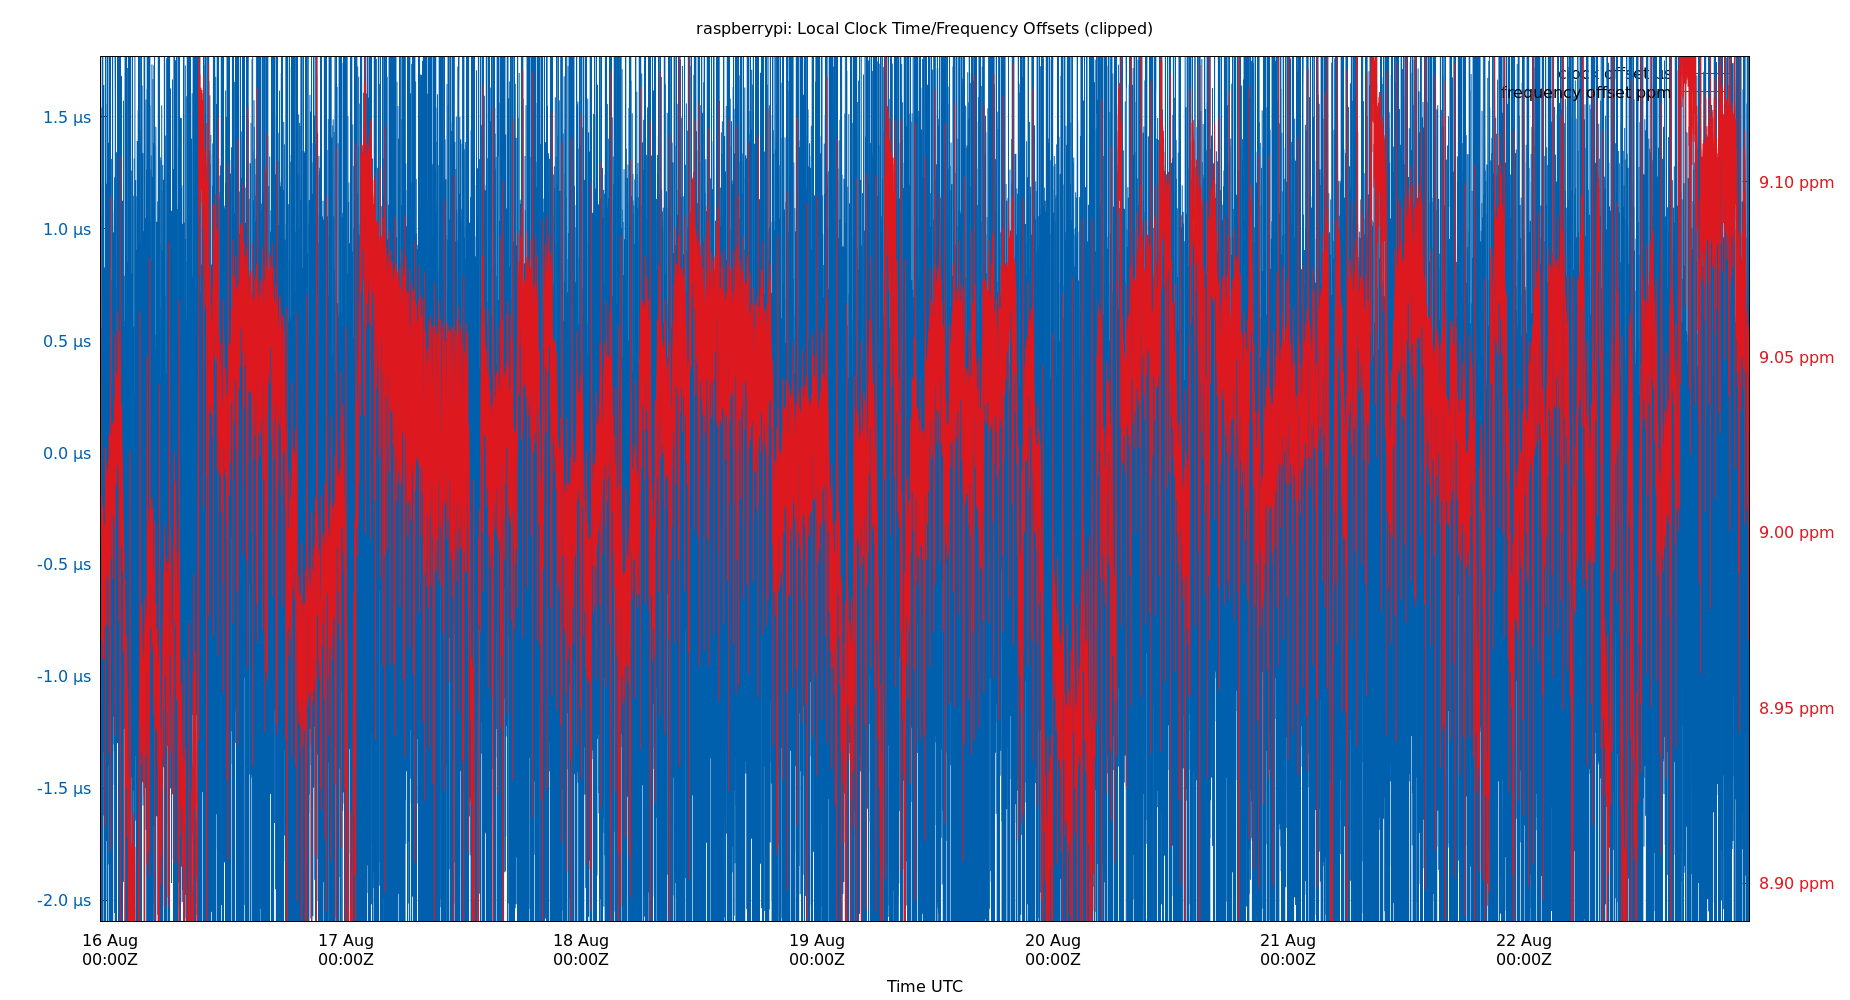 raspberrypi: Local Clock Time/Frequency Offsets (clipped)
clock offset µs
frequency offset ppm
1.5 µs
1.0 µs
0.5 µs
0.0 µs
-0.5 µs
-1.0 µs
-1.5 µs
-2.0 µs
9.10 ppm
9.05 ppm
9.00 ppm
8.95 ppm
8.90 ppm
16 Aug
00:00Z
17 Aug
00:00Z
18 Aug
00:00Z
19 Aug
00:00Z
20 Aug
00:00Z
21 Aug
00:00Z
22 Aug
00:00Z
Time UTC